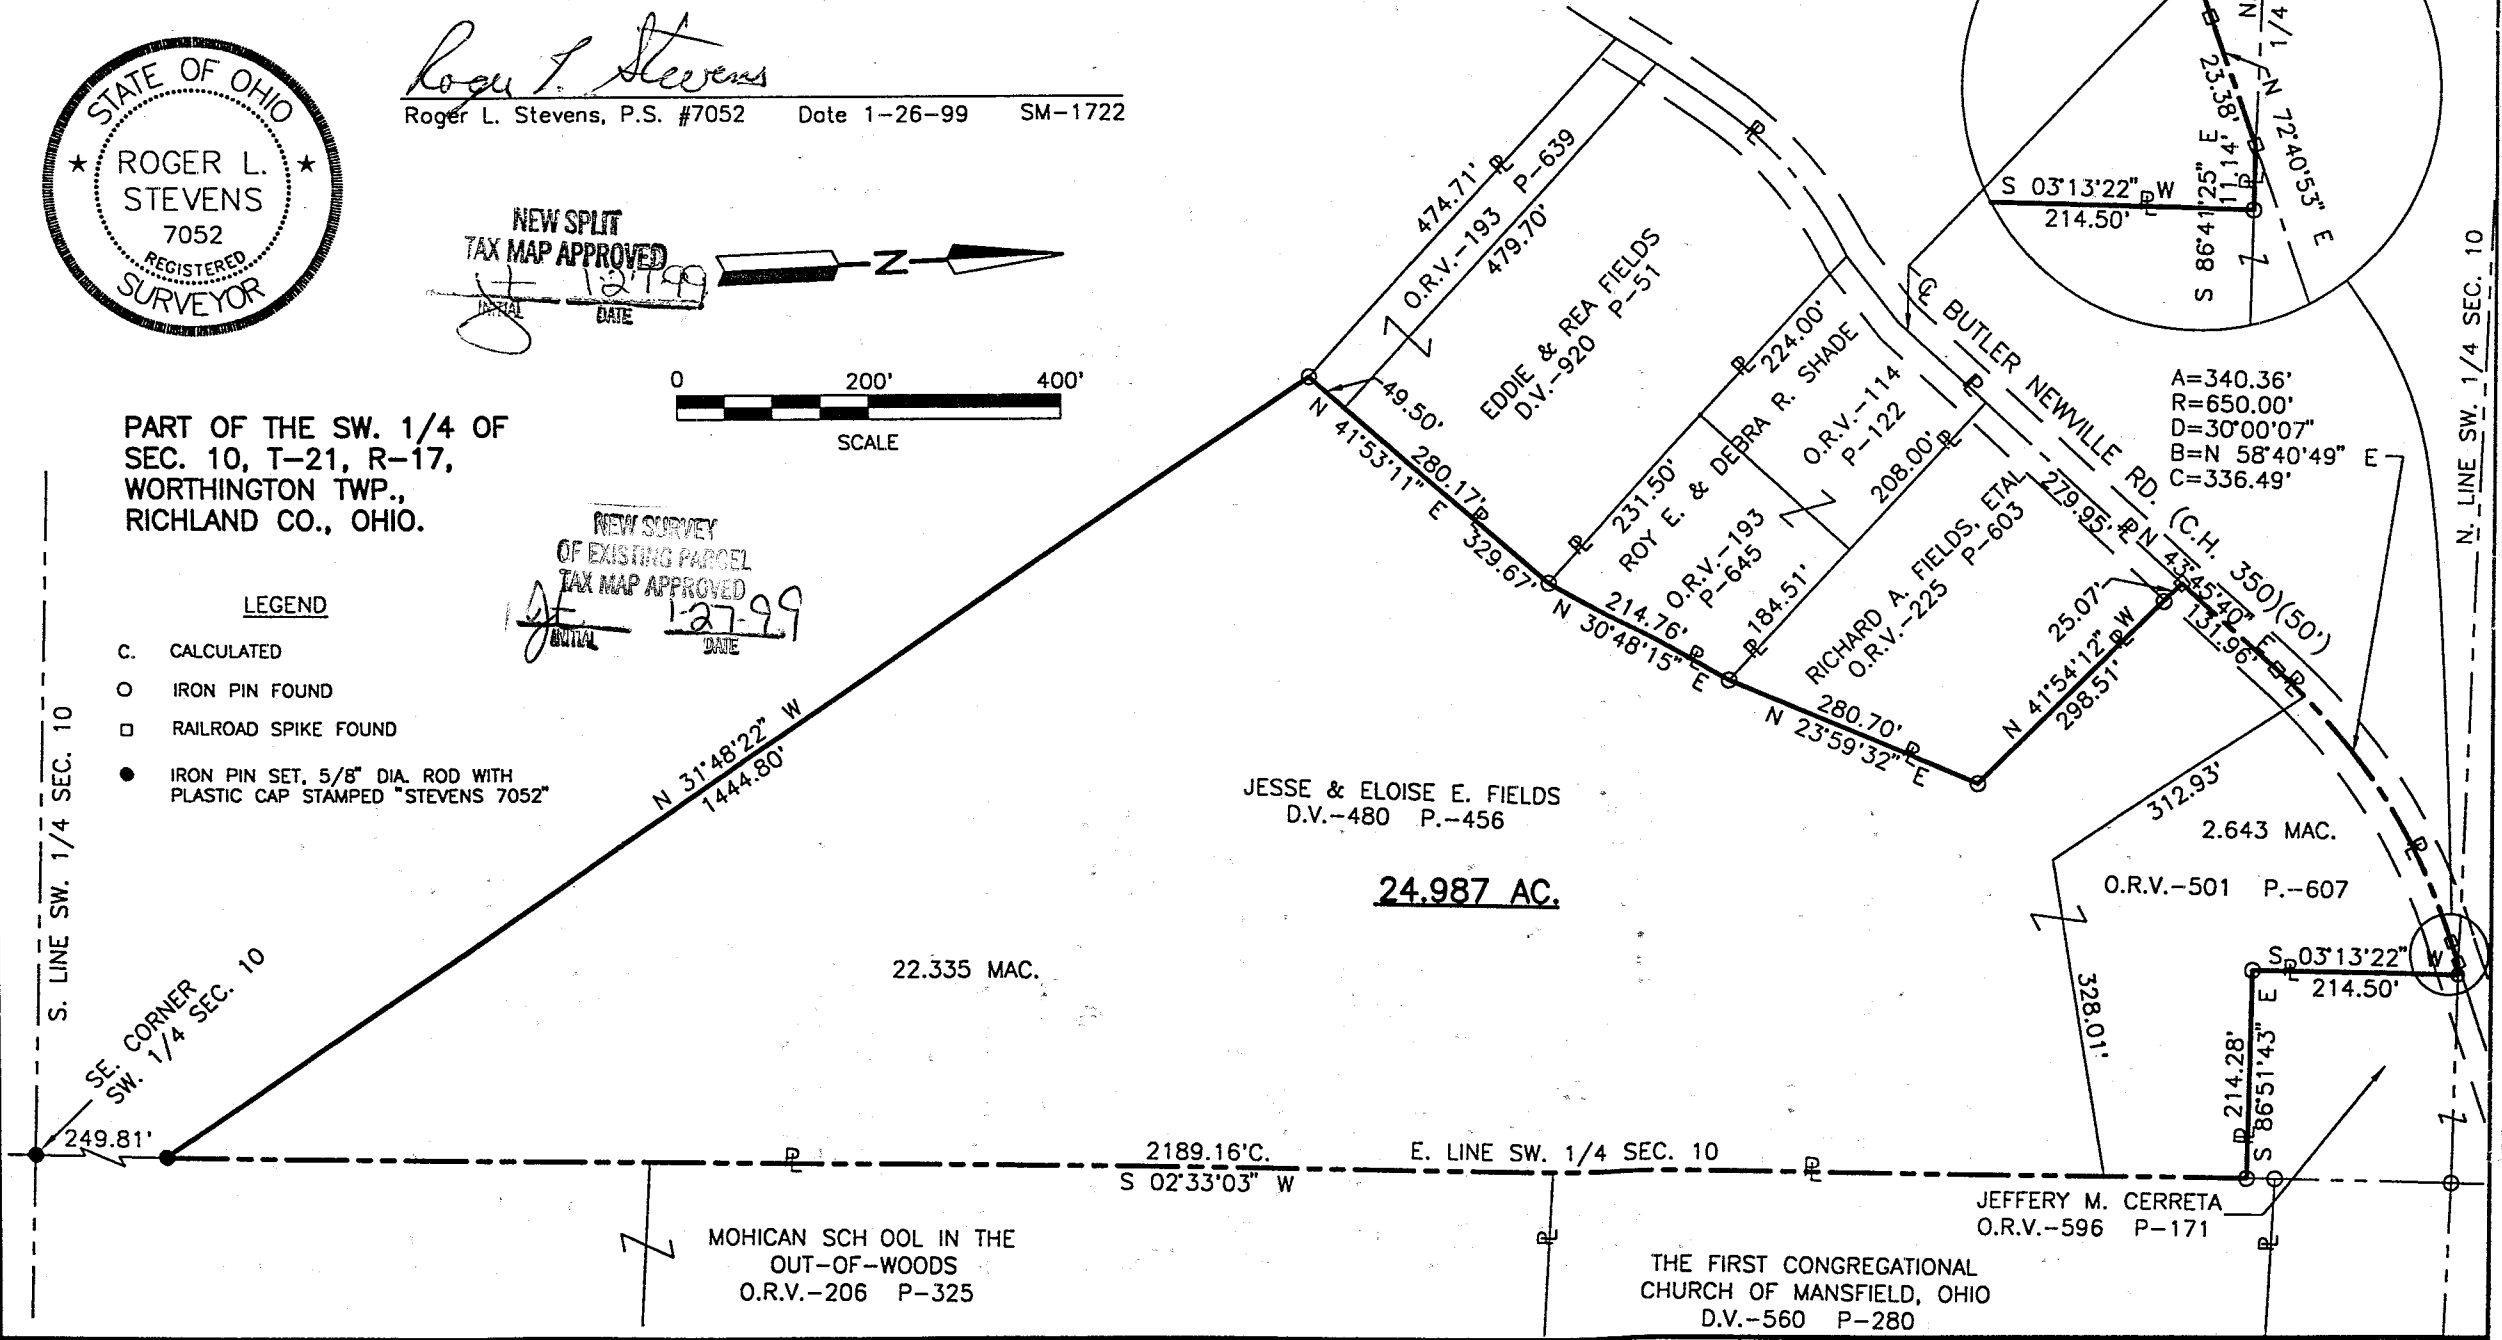 STATE OF OHIO
ROGER L.
STEVENS
7052
REGISTERED
SURVEYOR
Roger L. Stevens
Roger L. Stevens, P.S. #7052 Date 1-26-99 SM-1722
NEW SPLIT
TAX MAP APPROVED
1-27-99
INITIAL DATE
N
0 200' 400'
SCALE
PART OF THE SW. 1/4 OF
SEC. 10, T-21, R-17,
WORTHINGTON TWP.,
RICHLAND CO., OHIO.
NEW SURVEY
OF EXISTING PARCEL
TAX MAP APPROVED
1-27-99
INITIAL DATE
LEGEND
C. CALCULATED
IRON PIN FOUND
RAILROAD SPIKE FOUND
IRON PIN SET, 5/8" DIA. ROD WITH
PLASTIC CAP STAMPED "STEVENS 7052"
S. LINE SW. 1/4 SEC. 10
SE. CORNER
SW. 1/4 SEC. 10
249.81'
N 31°48'22" W
1444.80'
474.71'
O.R.V.-193 P-639
479.70'
49.50'
EDDIE & REA FIELDS
D.V.-920 P-51
N 41°53'11" E
280.17'
329.67'
224.00'
231.50'
ROY E. & DEBRA R. SHADE
O.R.V.-114
P-122
O.R.V.-193
P-645
208.00'
184.51'
214.76'
N 30°48'15" E
RICHARD A. FIELDS, ETAL
O.R.V.-225 P-603
280.70'
N 23°59'32" E
279.95'
25.07'
N 41°54'12" W
298.51'
N 43°45'40" E
131.96'
℄ BUTLER NEWVILLE RD. (C.H. 350)(50')
A=340.36'
R=650.00'
D=30°00'07"
B=N 58°40'49" E
C=336.49'
N
1/4
23.38'
N 72°40'53" E
11.14'
S 86°41'25" E
S 03°13'22" W
214.50'
N. LINE SW. 1/4 SEC. 10
JESSE & ELOISE E. FIELDS
D.V.-480 P.-456
24.987 AC.
22.335 MAC.
312.93'
2.643 MAC.
O.R.V.-501 P.-607
328.01'
S 03°13'22" W
214.50'
214.28'
S 86°51'43" E
2189.16'C. E. LINE SW. 1/4 SEC. 10
S 02°33'03" W
JEFFERY M. CERRETA
O.R.V.-596 P-171
MOHICAN SCH OOL IN THE
OUT-OF-WOODS
O.R.V.-206 P-325
THE FIRST CONGREGATIONAL
CHURCH OF MANSFIELD, OHIO
D.V.-560 P-280